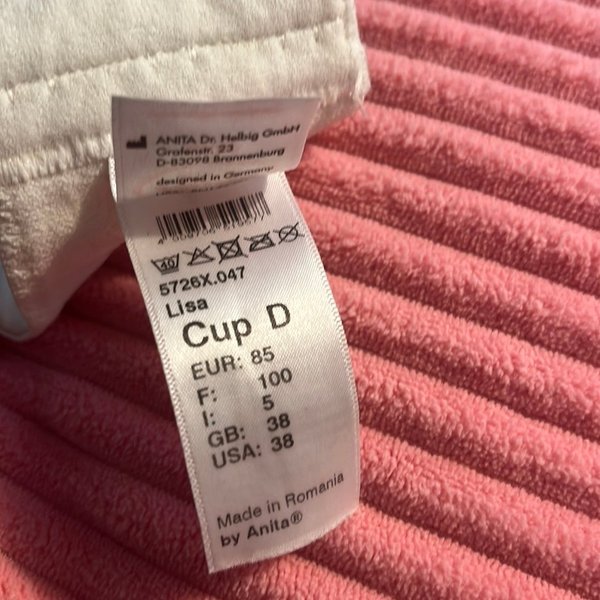 ANITA Dr. Helbig GmbH
Grafenstr. 23
D-83098 Brannenburg
designed in Germany
40
5726X.047
Lisa
Cup D
EUR: 85
F: 100
I: 5
GB: 38
USA: 38
Made in Romania
by Anita®